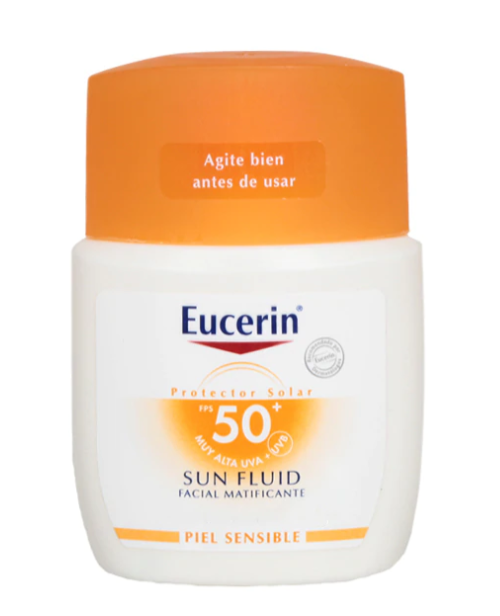 Agite bien
antes de usar
Eucerin®
Protector Solar
FPS 50+
MUY ALTA UVA + UVB
SUN FLUID
FACIAL MATIFICANTE
PIEL SENSIBLE